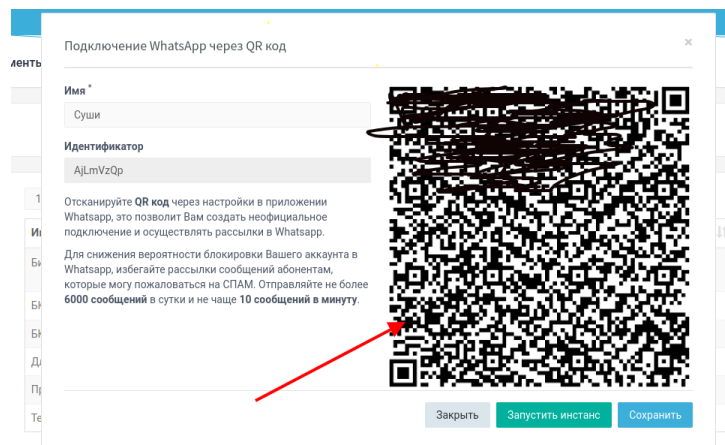 Подключение WhatsApp через QR код
×
Имя *
Суши
Идентификатор
AjLmVzQp
Отсканируйте QR код через настройки в приложении
Whatsapp, это позволит Вам создать неофициальное
подключение и осуществлять рассылки в Whatsapp.
Для снижения вероятности блокировки Вашего аккаунта в
Whatsapp, избегайте рассылки сообщений абонентам,
которые могу пожаловаться на СПАМ. Отправляйте не более
6000 сообщений в сутки и не чаще 10 сообщений в минуту.
Закрыть
Запустить инстанс
Сохранить